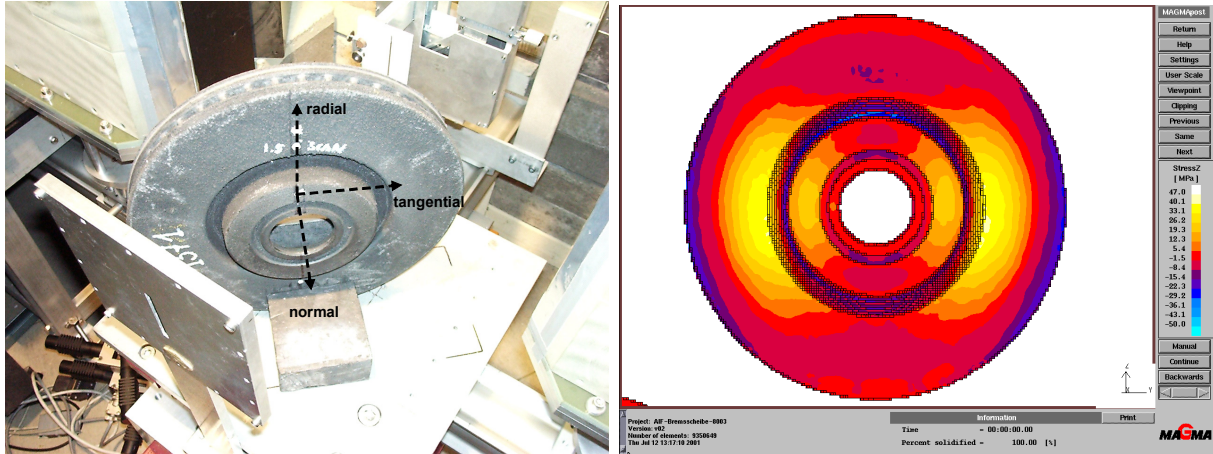 radial
1.5 3CAN
tangential
normal
MAGMApost
Return
Help
Settings
User Scale
Viewpoint
Clipping
Previous
Same
Next
StressZ
[ MPa ]
47.0
40.1
33.1
26.2
19.2
12.3
5.4
-1.5
-8.4
-15.4
-22.3
-29.2
-36.1
-43.1
-50.0
Manual
Continue
Backwards
Z
X Y
Project: AIF-Bremsscheibe-8003
Version: v02
Number of elements: 9350649
Thu Jul 12 13:17:10 2001
Information
Print
Time = 00:00:00.00
Percent solidified = 100.00 [%]
MAGMA